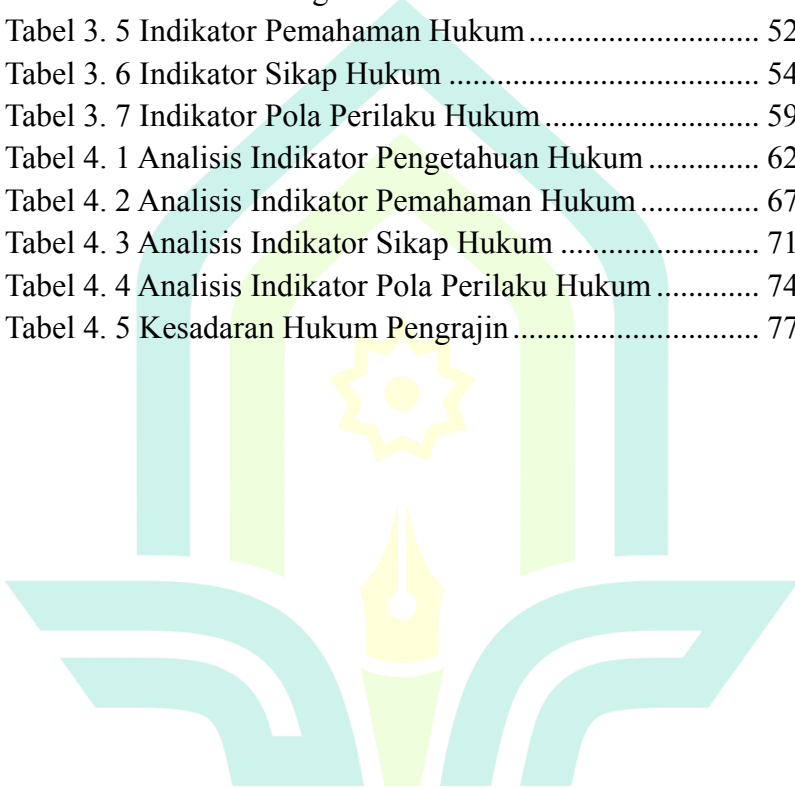 Tabel 3. 5 Indikator Pemahaman Hukum........................... 52
Tabel 3. 6 Indikator Sikap Hukum .................................... 54
Tabel 3. 7 Indikator Pola Perilaku Hukum......................... 59
Tabel 4. 1 Analisis Indikator Pengetahuan Hukum ............. 62
Tabel 4. 2 Analisis Indikator Pemahaman Hukum.............. 67
Tabel 4. 3 Analisis Indikator Sikap Hukum ....................... 71
Tabel 4. 4 Analisis Indikator Pola Perilaku Hukum ............ 74
Tabel 4. 5 Kesadaran Hukum Pengrajin............................. 77